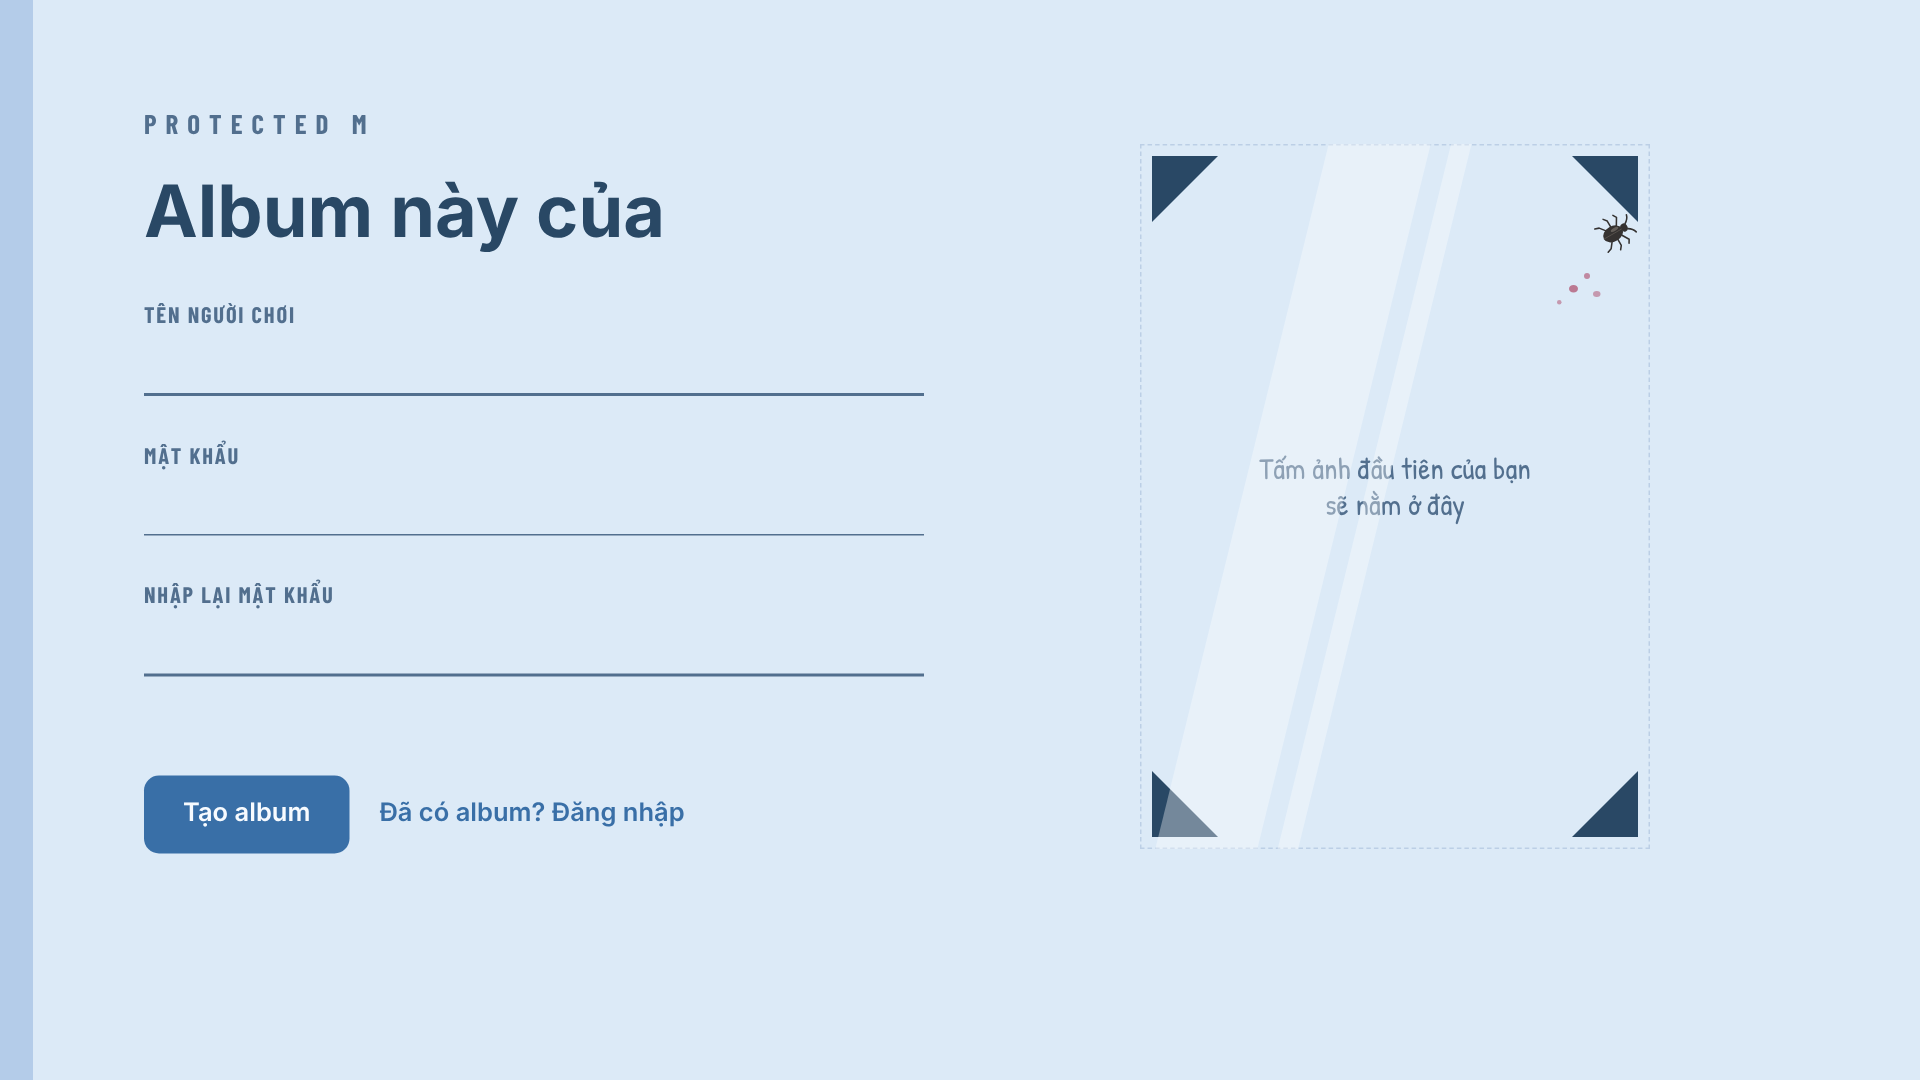 PROTECTED M
Album này của
TÊN NGƯỜI CHƠI
MẬT KHẨU
NHẬP LẠI MẬT KHẨU
Tạo album
Đã có album? Đăng nhập
Tấm ảnh đầu tiên của bạn
sẽ nằm ở đây